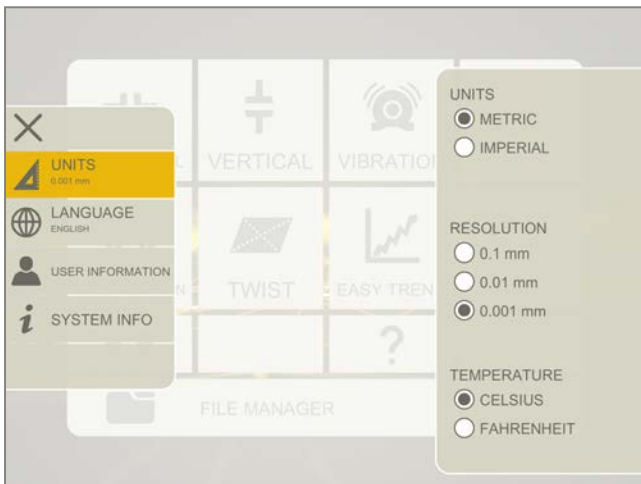 UNITS
0.001 mm
LANGUAGE
ENGLISH
USER INFORMATION
SYSTEM INFO
VERTICAL
VIBRATIO
TWIST
EASY TREN
?
FILE MANAGER
UNITS
METRIC
IMPERIAL
RESOLUTION
0.1 mm
0.01 mm
0.001 mm
TEMPERATURE
CELSIUS
FAHRENHEIT